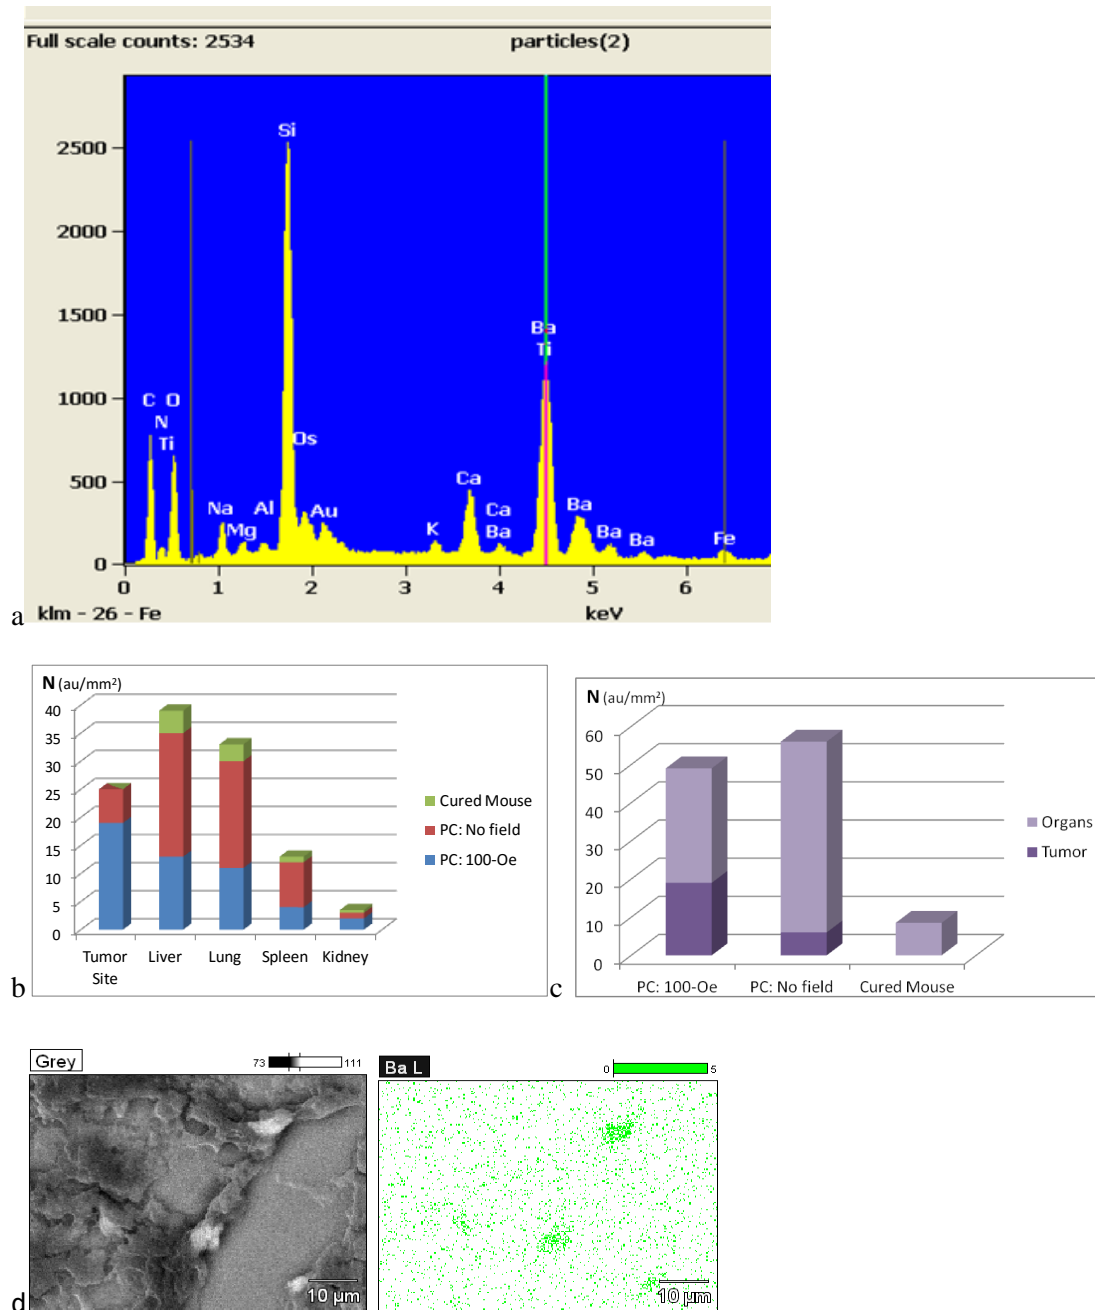 Full scale counts: 2534 particles(2)
2500
2000
1500
1000
500
0
Si
Ba
Ti
C O
N
Ti
Os
Na
Mg
Al
Au
K
Ca
Ca
Ba
Ba
Ba
Ba
Fe
0 1 2 3 4 5 6
klm - 26 - Fe keV
a
N (au/mm²)
40
35
30
25
20
15
10
5
0
Tumor Site Liver Lung Spleen Kidney
Cured Mouse
PC: No field
PC: 100-Oe
b
N (au/mm²)
60
50
40
30
20
10
0
PC: 100-Oe PC: No field Cured Mouse
Organs
Tumor
c
Grey 73 111
10 µm
Ba L 0 5
10 µm
d